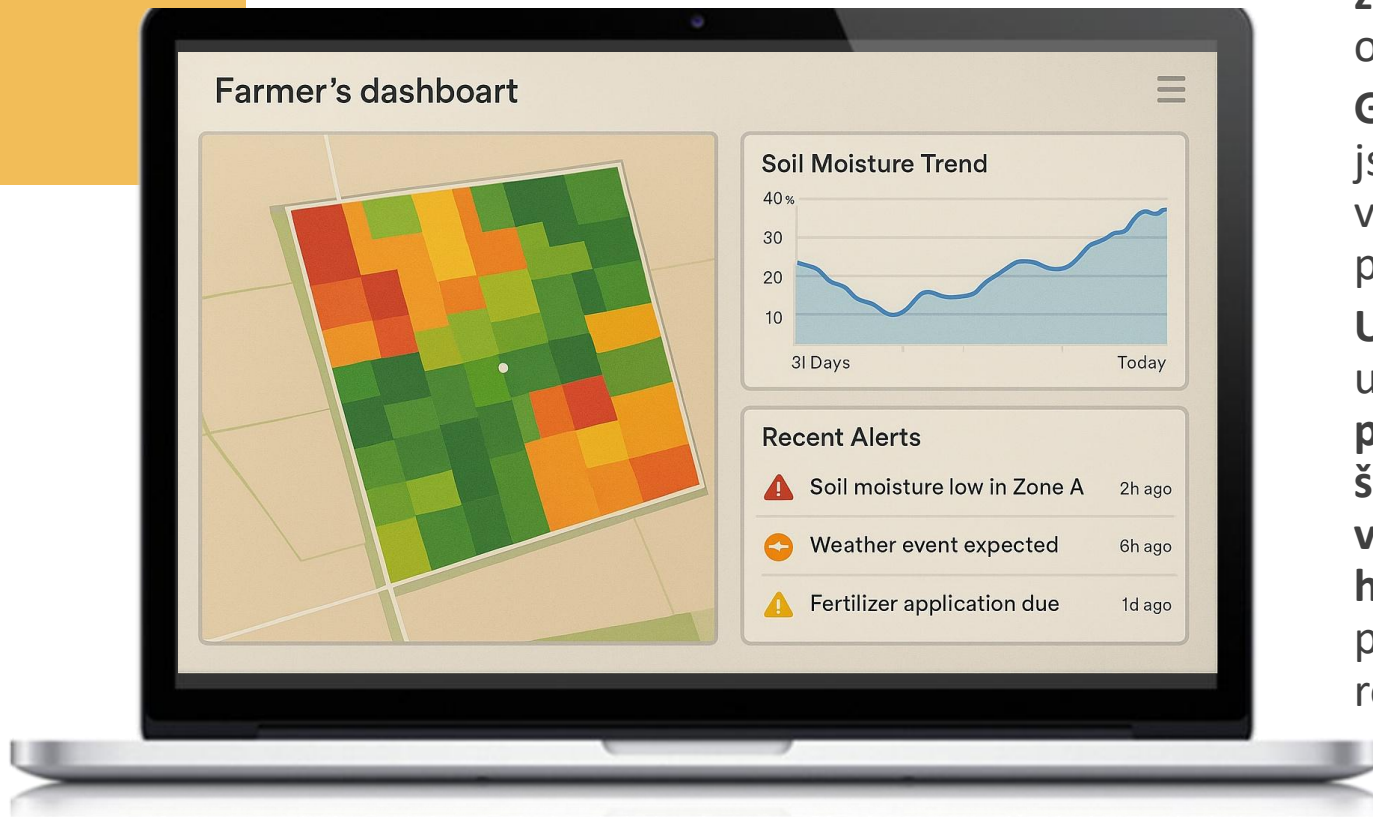 Farmer's dashboart
Soil Moisture Trend
40%
30
20
10
3l Days
Today
Recent Alerts
Soil moisture low in Zone A
2h ago
Weather event expected
6h ago
Fertilizer application due
1d ago